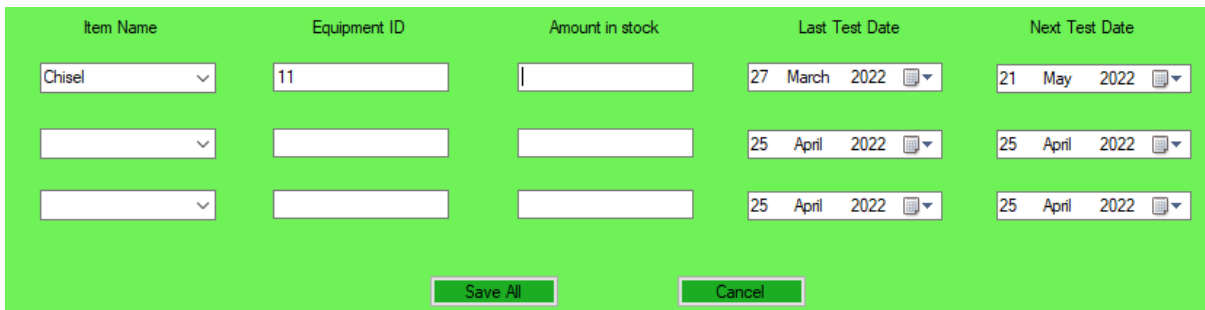 Item Name Equipment ID Amount in stock Last Test Date Next Test Date
Chisel 11 27 March 2022 21 May 2022
25 April 2022 25 April 2022
25 April 2022 25 April 2022
Save All Cancel